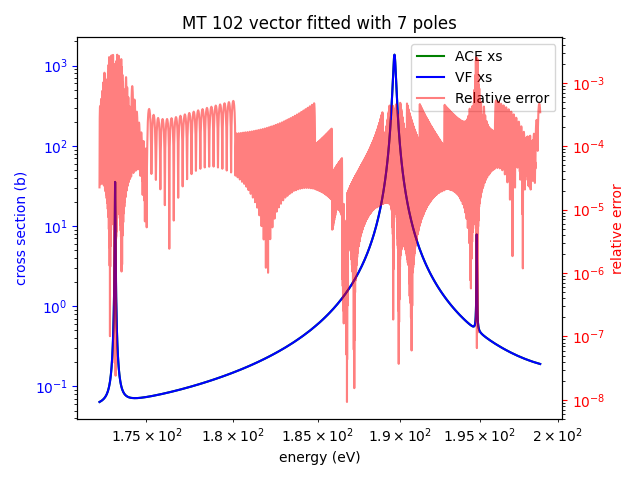 MT 102 vector fitted with 7 poles
ACE xs
VF xs
Relative error
cross section (b)
10³
10²
10¹
10⁰
10⁻¹
relative error
10⁻³
10⁻⁴
10⁻⁵
10⁻⁶
10⁻⁷
10⁻⁸
1.75 × 10² 1.8 × 10² 1.85 × 10² 1.9 × 10² 1.95 × 10² 2 × 10²
energy (eV)